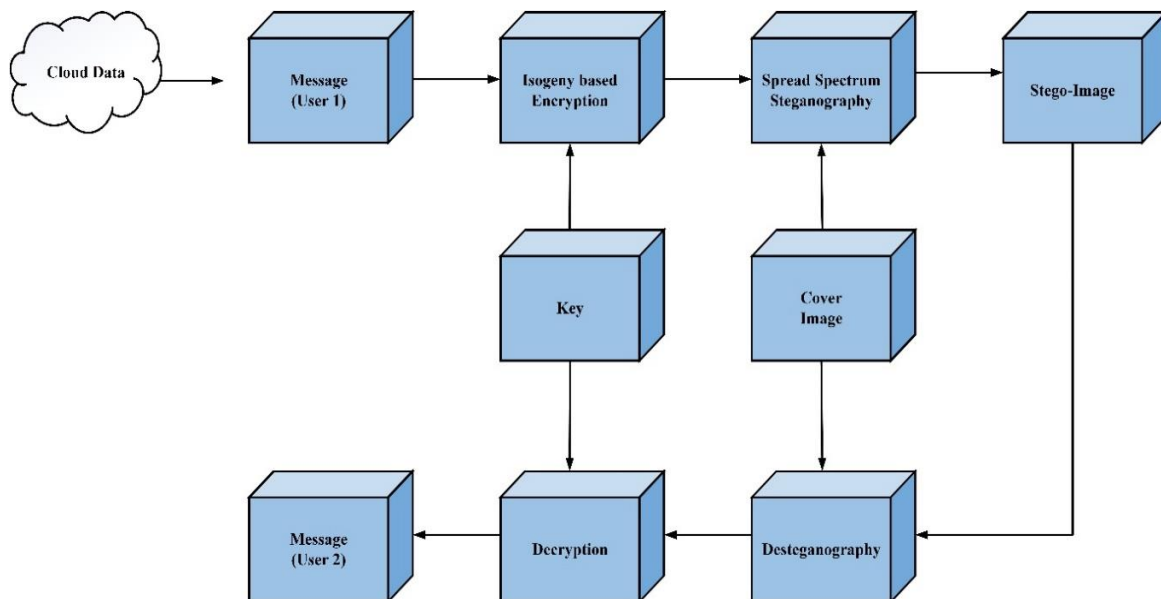 Cloud Data
Message
(User 1)
Isogeny based
Encryption
Spread Spectrum
Steganography
Stego-Image
Key
Cover
Image
Message
(User 2)
Decryption
Desteganography